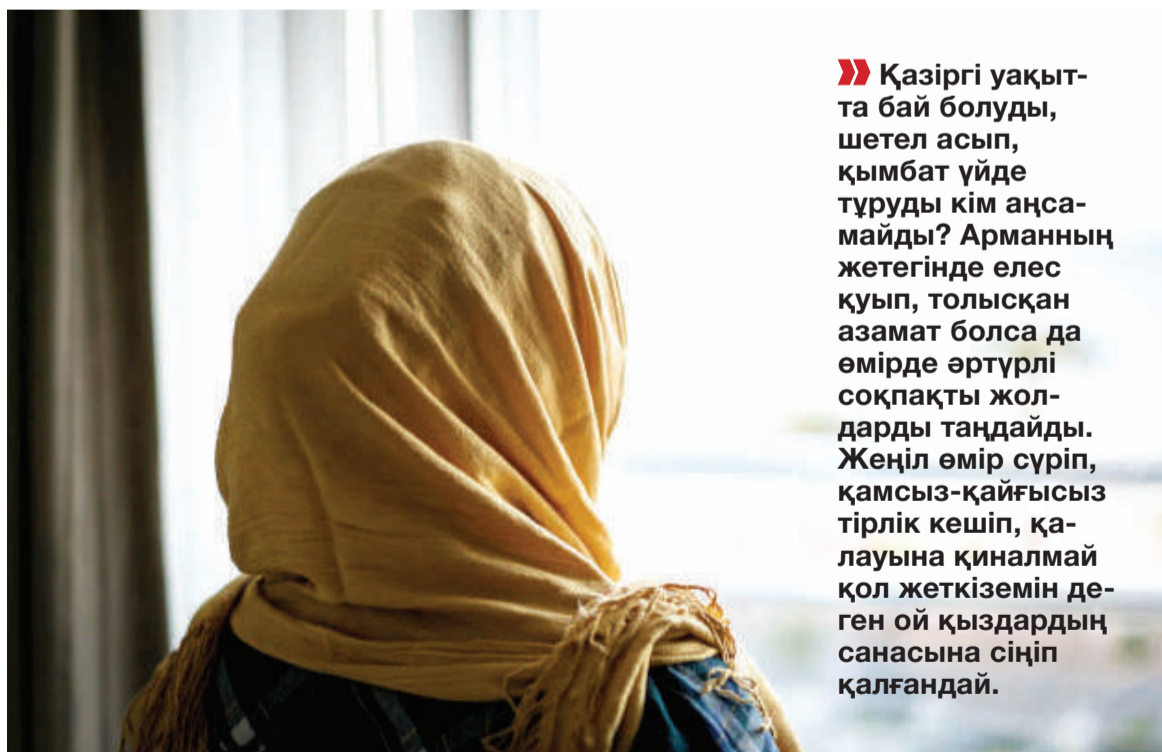 Қазіргі уақыт-
та бай болуды,
шетел асып,
қымбат үйде
тұруды кім аңса-
майды? Арманның
жетегінде елес
қуып, толысқан
азамат болса да
өмірде әртүрлі
соқпақты жол-
дарды таңдайды.
Жеңіл өмір сүріп,
қамсыз-қайғысыз
тірлік кешіп, қа-
лауына қиналмай
қол жеткіземін де-
ген ой қыздардың
санасына сіңіп
қалғандай.